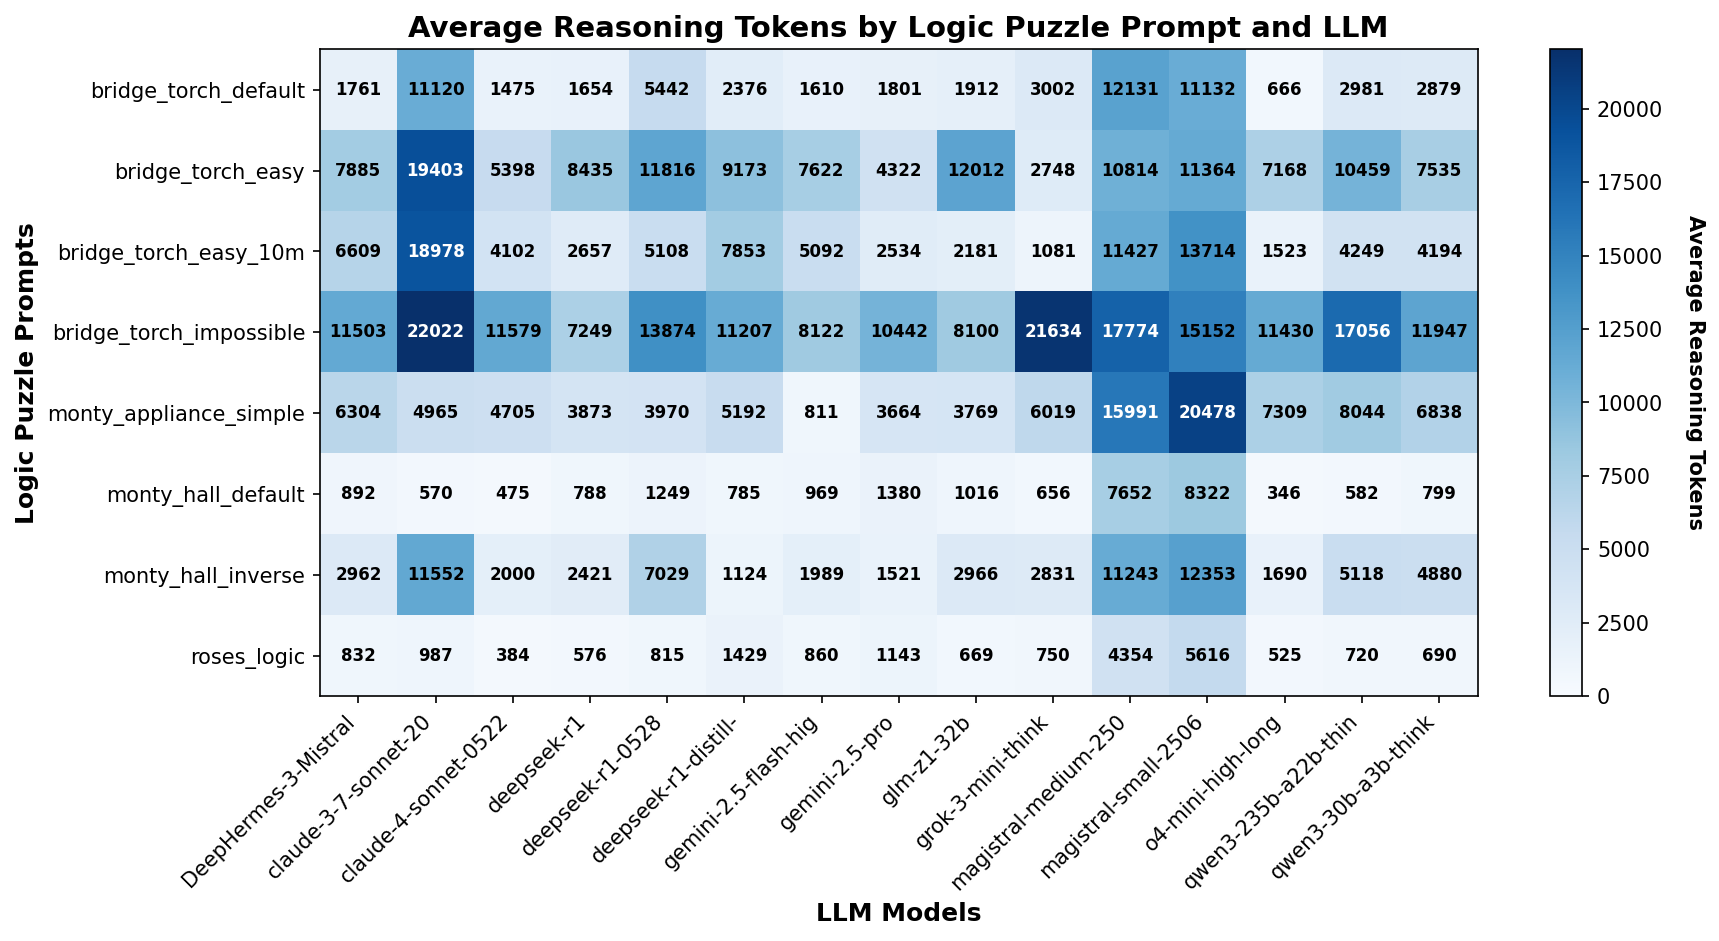 Average Reasoning Tokens by Logic Puzzle Prompt and LLM
Logic Puzzle Prompts
bridge_torch_default 1761 11120 1475 1654 5442 2376 1610 1801 1912 3002 12131 11132 666 2981 2879
bridge_torch_easy 7885 19403 5398 8435 11816 9173 7622 4322 12012 2748 10814 11364 7168 10459 7535
bridge_torch_easy_10m 6609 18978 4102 2657 5108 7853 5092 2534 2181 1081 11427 13714 1523 4249 4194
bridge_torch_impossible 11503 22022 11579 7249 13874 11207 8122 10442 8100 21634 17774 15152 11430 17056 11947
monty_appliance_simple 6304 4965 4705 3873 3970 5192 811 3664 3769 6019 15991 20478 7309 8044 6838
monty_hall_default 892 570 475 788 1249 785 969 1380 1016 656 7652 8322 346 582 799
monty_hall_inverse 2962 11552 2000 2421 7029 1124 1989 1521 2966 2831 11243 12353 1690 5118 4880
roses_logic 832 987 384 576 815 1429 860 1143 669 750 4354 5616 525 720 690
DeepHermes-3-Mistral
claude-3-7-sonnet-20
claude-4-sonnet-0522
deepseek-r1
deepseek-r1-0528
deepseek-r1-distill-
gemini-2.5-flash-hig
gemini-2.5-pro
glm-z1-32b
grok-3-mini-think
magistral-medium-250
magistral-small-2506
o4-mini-high-long
qwen3-235b-a22b-thin
qwen3-30b-a3b-think
LLM Models
20000
17500
15000
12500
10000
7500
5000
2500
0
Average Reasoning Tokens